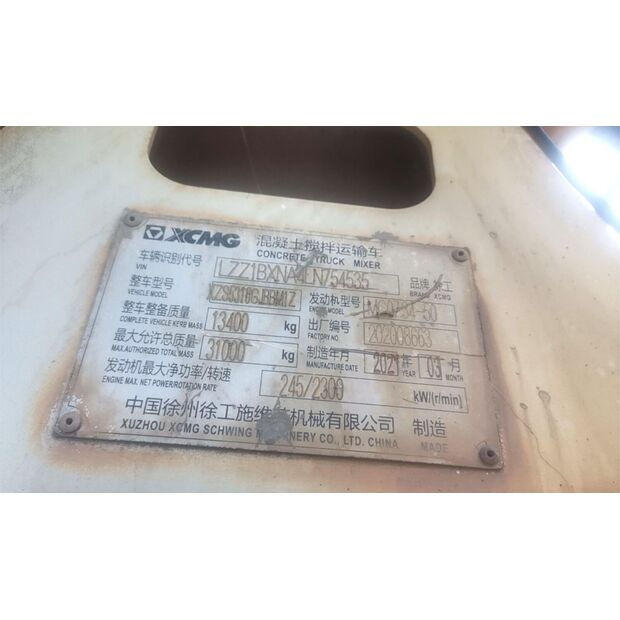 XCMG 混凝土搅拌运输车
CONCRETE TRUCK MIXER
车辆识别代号 VIN 品牌 徐工 BRAND XCMG
整车型号 VEHICLE MODEL 发动机型号 ENGINE MODEL
整车整备质量 COMPLETE VEHICLE KERB MASS 13400 kg 出厂编号 FACTORY NO.
最大允许总质量 MAX.AUTHORIZED TOTAL MASS 31000 kg 制造年月 MANUFACTURE DATE 2021 年 YEAR 03 月 MONTH
发动机最大净功率/转速 ENGINE MAX. NET POWER/ROTATION RATE 245/2300 kW/(r/min)
中国徐州徐工施维英机械有限公司 制造
XUZHOU XCMG SCHWING MACHINERY CO., LTD. CHINA MADE